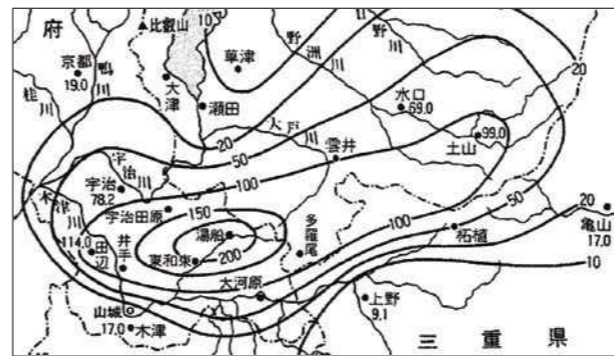 府
▲比叡山
10
山
野川
京都
19.0
鴨川
桂川
大津
草津
野洲川
20
瀬田
水口
69.0
大戸川
20
50
雲井
99.0
土山
宇治川
宇治
78.2
100
木津川
宇治田原
150
50
20
114.0
田辺
井手
湯船
200
東和束
多羅尾
100
柘植
亀山
17.0
大河原
10
山城
17.0
木津
上野
9.1
三重県